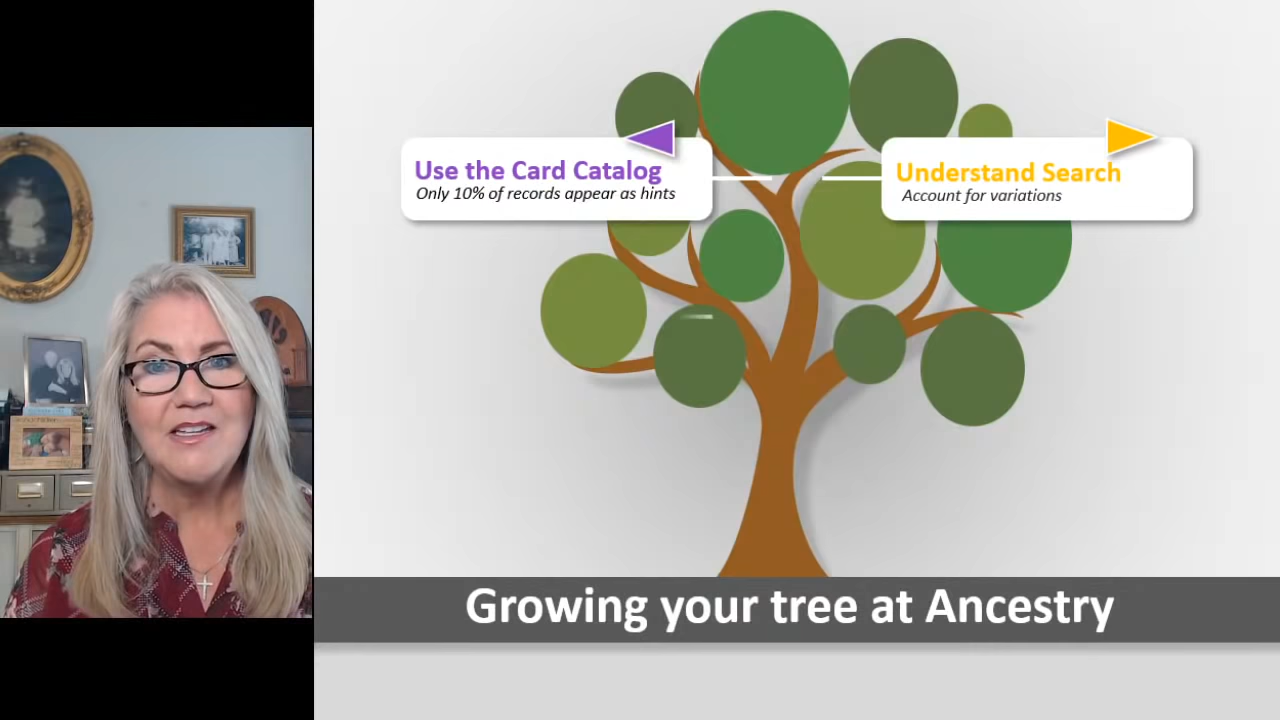 Use the Card Catalog
Only 10% of records appear as hints
Understand Search
Account for variations
Growing your tree at Ancestry